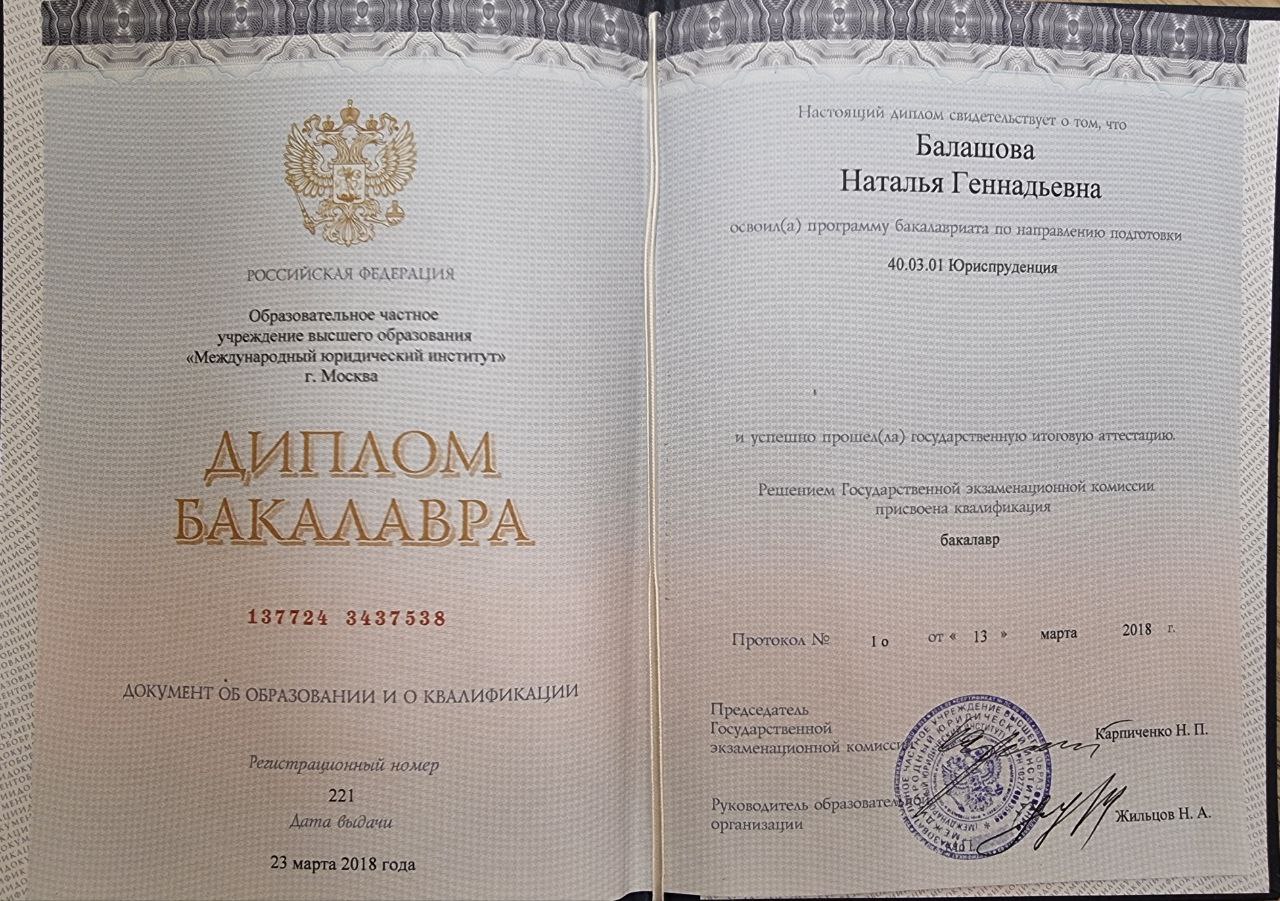 РОССИЙСКАЯ ФЕДЕРАЦИЯ
Образовательное частное
учреждение высшего образования
«Международный юридический институт»
г. Москва
ДИПЛОМ
БАКАЛАВРА
137724 3437538
ДОКУМЕНТ ОБ ОБРАЗОВАНИИ И О КВАЛИФИКАЦИИ
Регистрационный номер
221
Дата выдачи
23 марта 2018 года
Настоящий диплом свидетельствует о том, что
Балашова
Наталья Геннадьевна
освоил(а) программу бакалавриата по направлению подготовки
40.03.01 Юриспруденция
и успешно прошел(ла) государственную итоговую аттестацию.
Решением Государственной экзаменационной комиссии
присвоена квалификация
бакалавр
Протокол № 1 о от « 13 » марта 2018 г.
Председатель
Государственной
экзаменационной комиссии
Карпиченко Н. П.
Руководитель образовательной
организации
Жильцов Н. А.